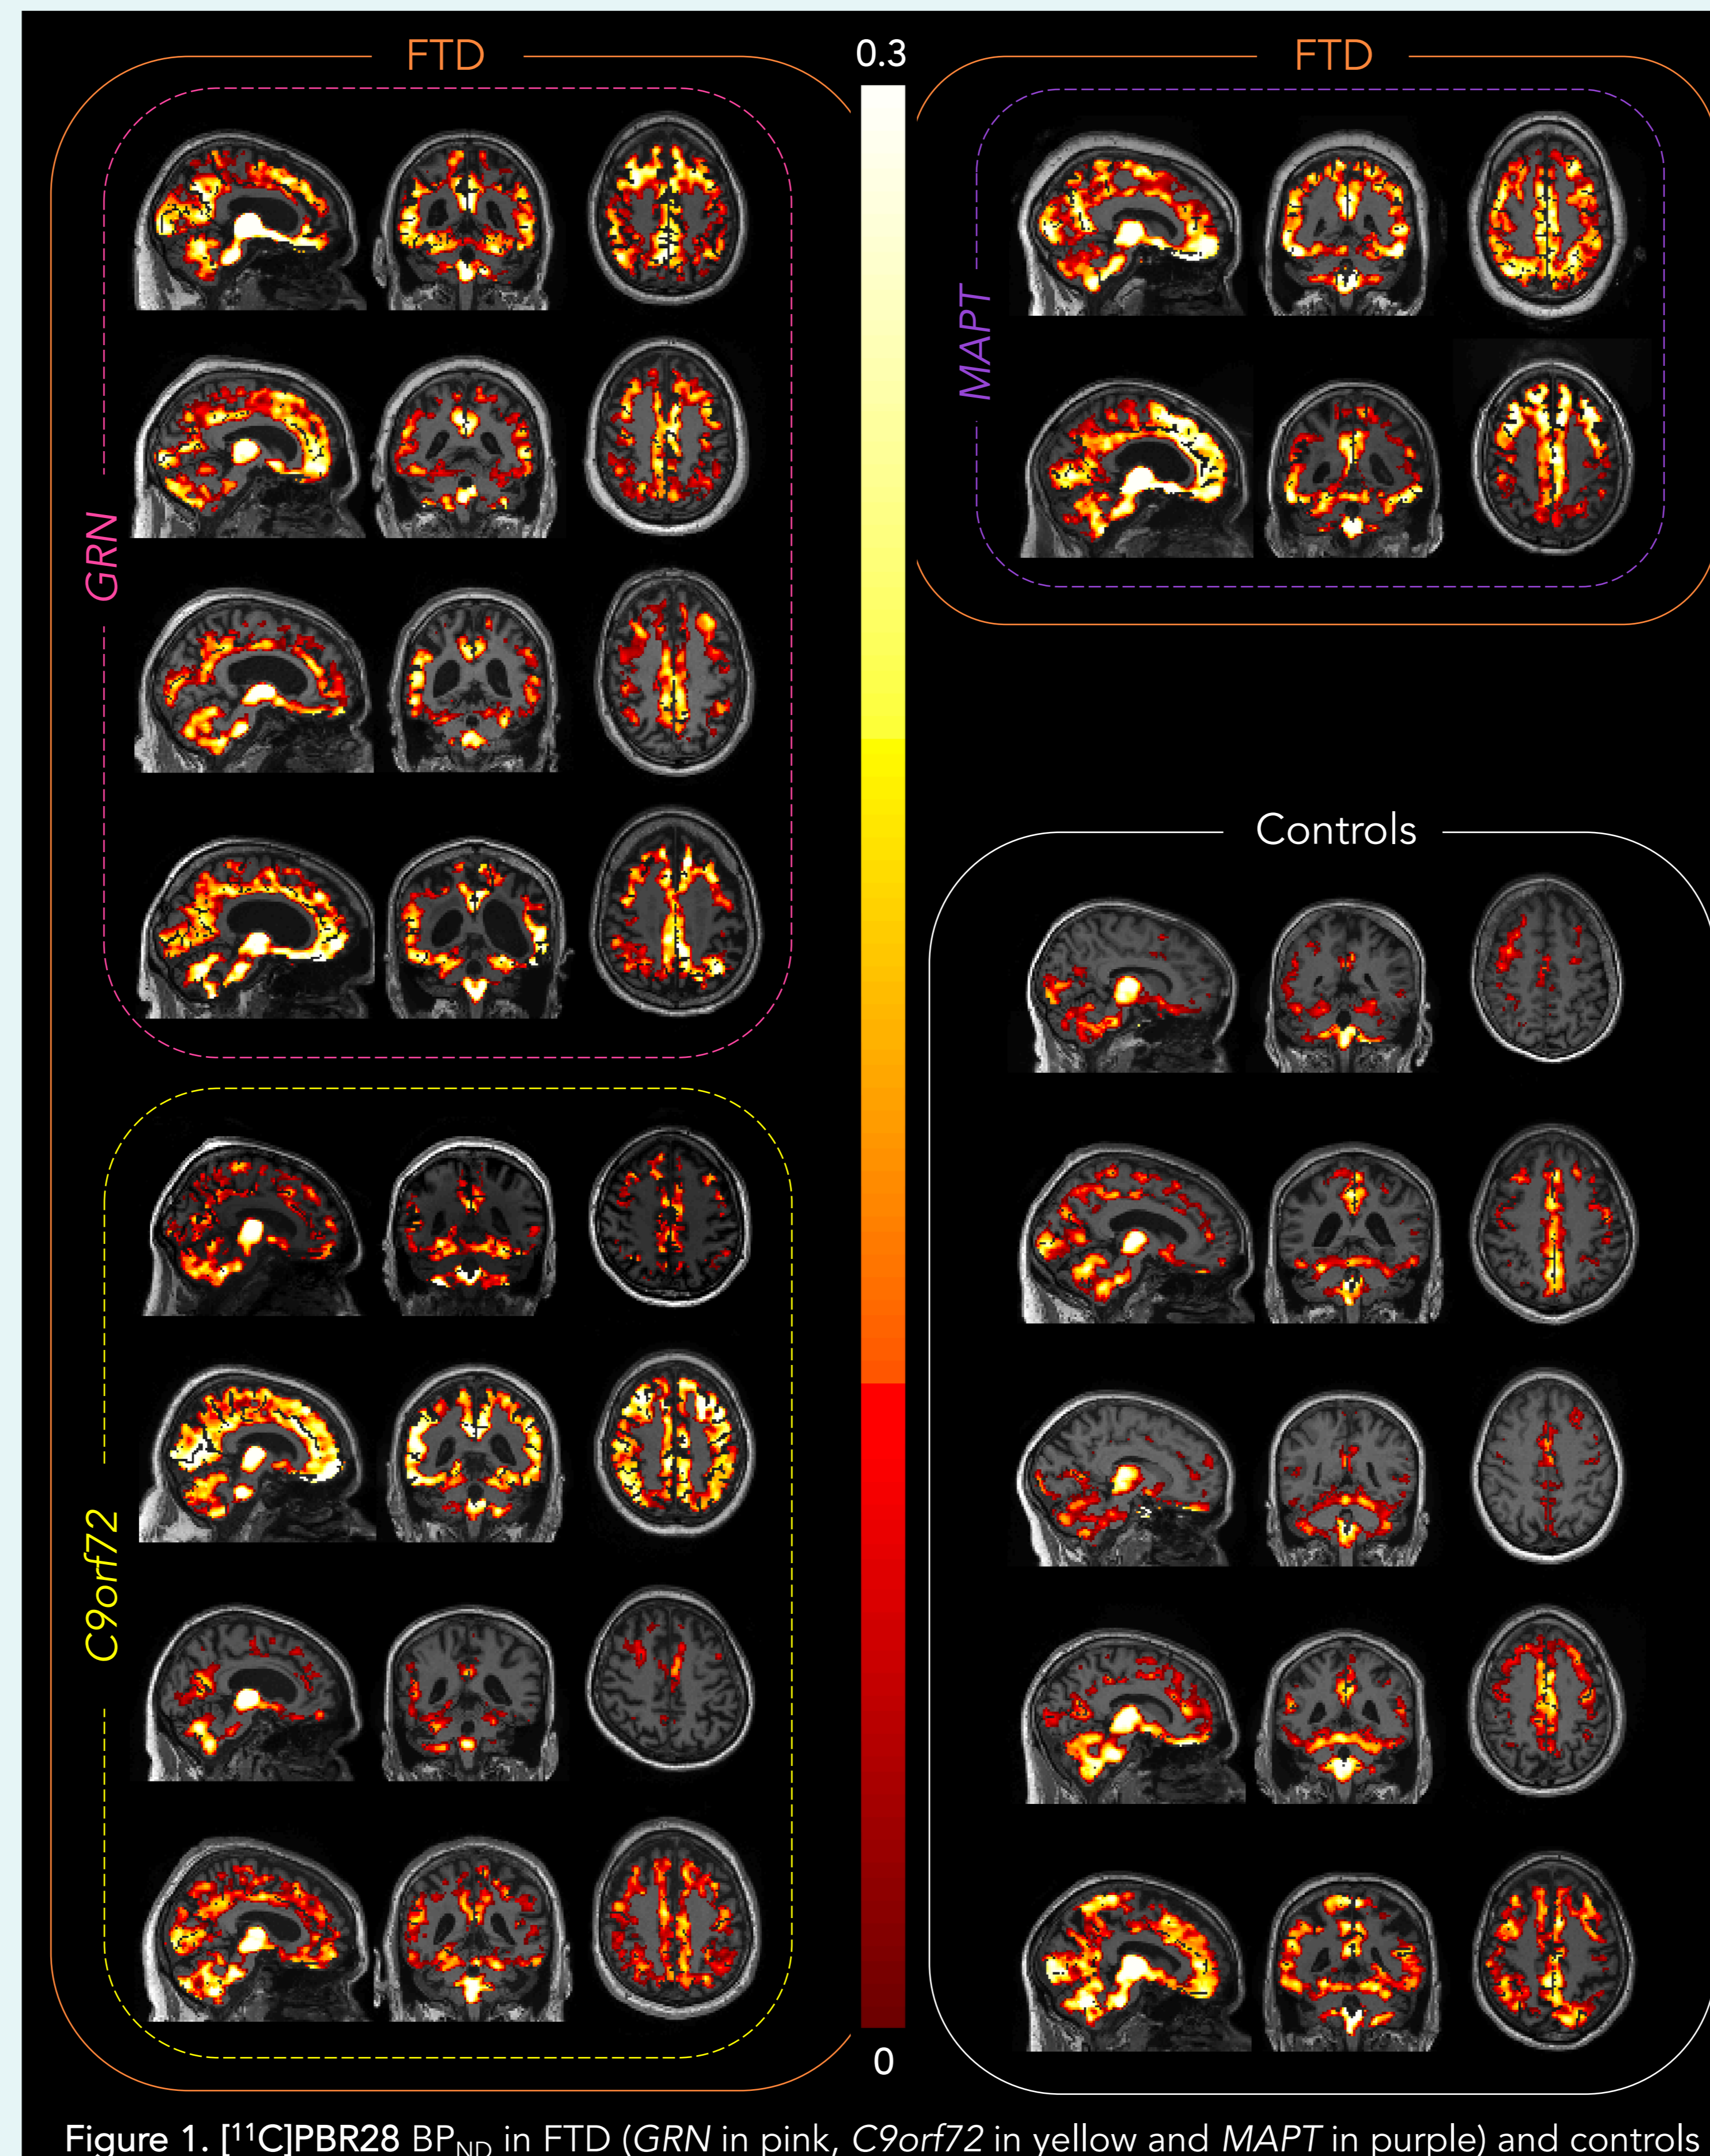 FTD
0.3
FTD
GRN
MAPT
Controls
C9orf72
0
Figure 1. [¹¹C]PBR28 BP_ND in FTD (GRN in pink, C9orf72 in yellow and MAPT in purple) and controls